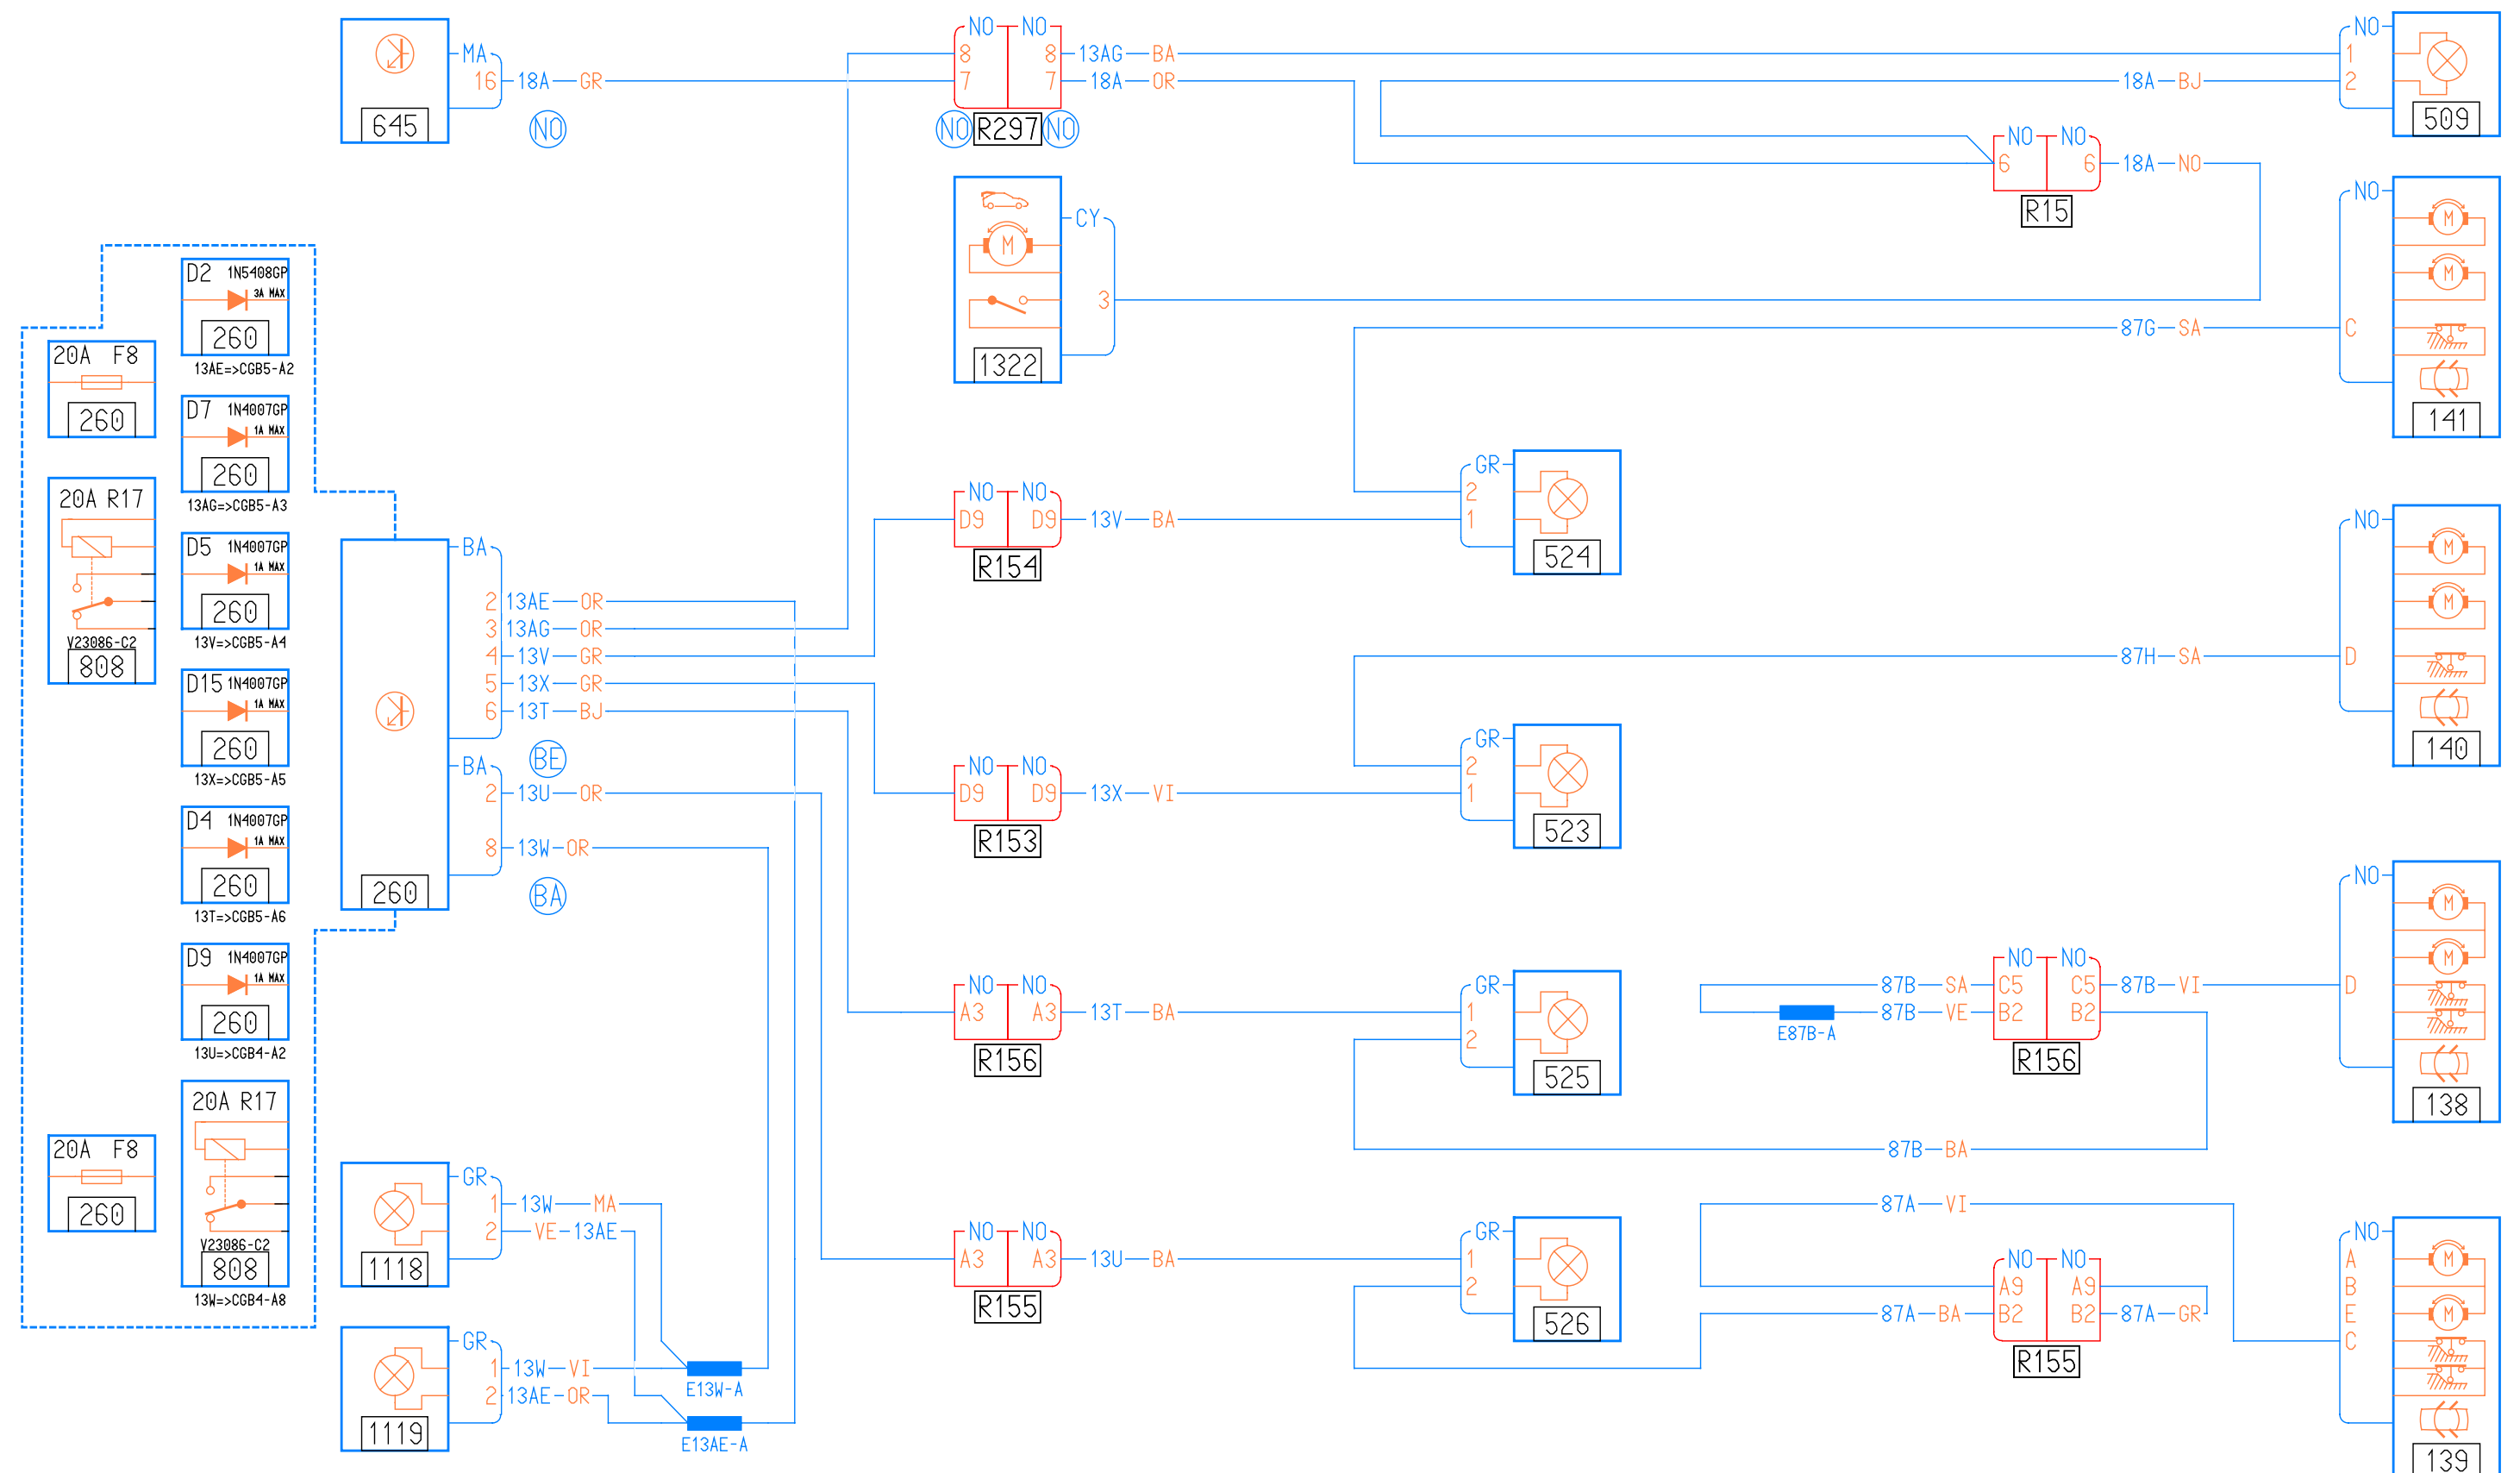 NO NO NO
MA 8 8 13AG BA 1
16 18A GR 7 7 18A OR 18A BJ 2
645 NO NO R297 NO 509
NO NO
6 6 18A NO
R15
NO
CY
M M
M
3
1322
87G SA C
141
D2 1N5408GP
3A MAX
260
13AE=>CGB5-A2
20A F8
260
D7 1N4007GP
1A MAX
260
13AG=>CGB5-A3
20A R17
V23086-C2
808
D5 1N4007GP
1A MAX
260
13V=>CGB5-A4
D15 1N4007GP
1A MAX
260
13X=>CGB5-A5
D4 1N4007GP
1A MAX
260
13T=>CGB5-A6
D9 1N4007GP
1A MAX
260
13U=>CGB4-A2
20A F8
260
20A R17
V23086-C2
808
13W=>CGB4-A8
BA
2 13AE OR
3 13AG OR
4 13V GR
5 13X GR
6 13T BJ
BE
BA
2 13U OR
8 13W OR
BA
260
NO NO
D9 D9 13V BA
R154
GR
2
1
524
NO
M
M
87H SA D
140
NO NO
D9 D9 13X VI
R153
GR
2
1
523
NO NO
A3 A3 13T BA
R156
GR
1
2
525
NO NO
87B SA C5 C5 87B VI
E87B-A 87B VE B2 B2
R156
87B BA
NO
M
M
D
138
GR
1 13W MA
2 VE 13AE
1118
GR
1 13W VI
2 13AE OR
1119
E13W-A
E13AE-A
NO NO
A3 A3 13U BA
R155
GR
1
2
526
87A VI
NO NO
A9 A9
87A BA B2 B2 87A GR
R155
NO
A M
B
E M
C
139